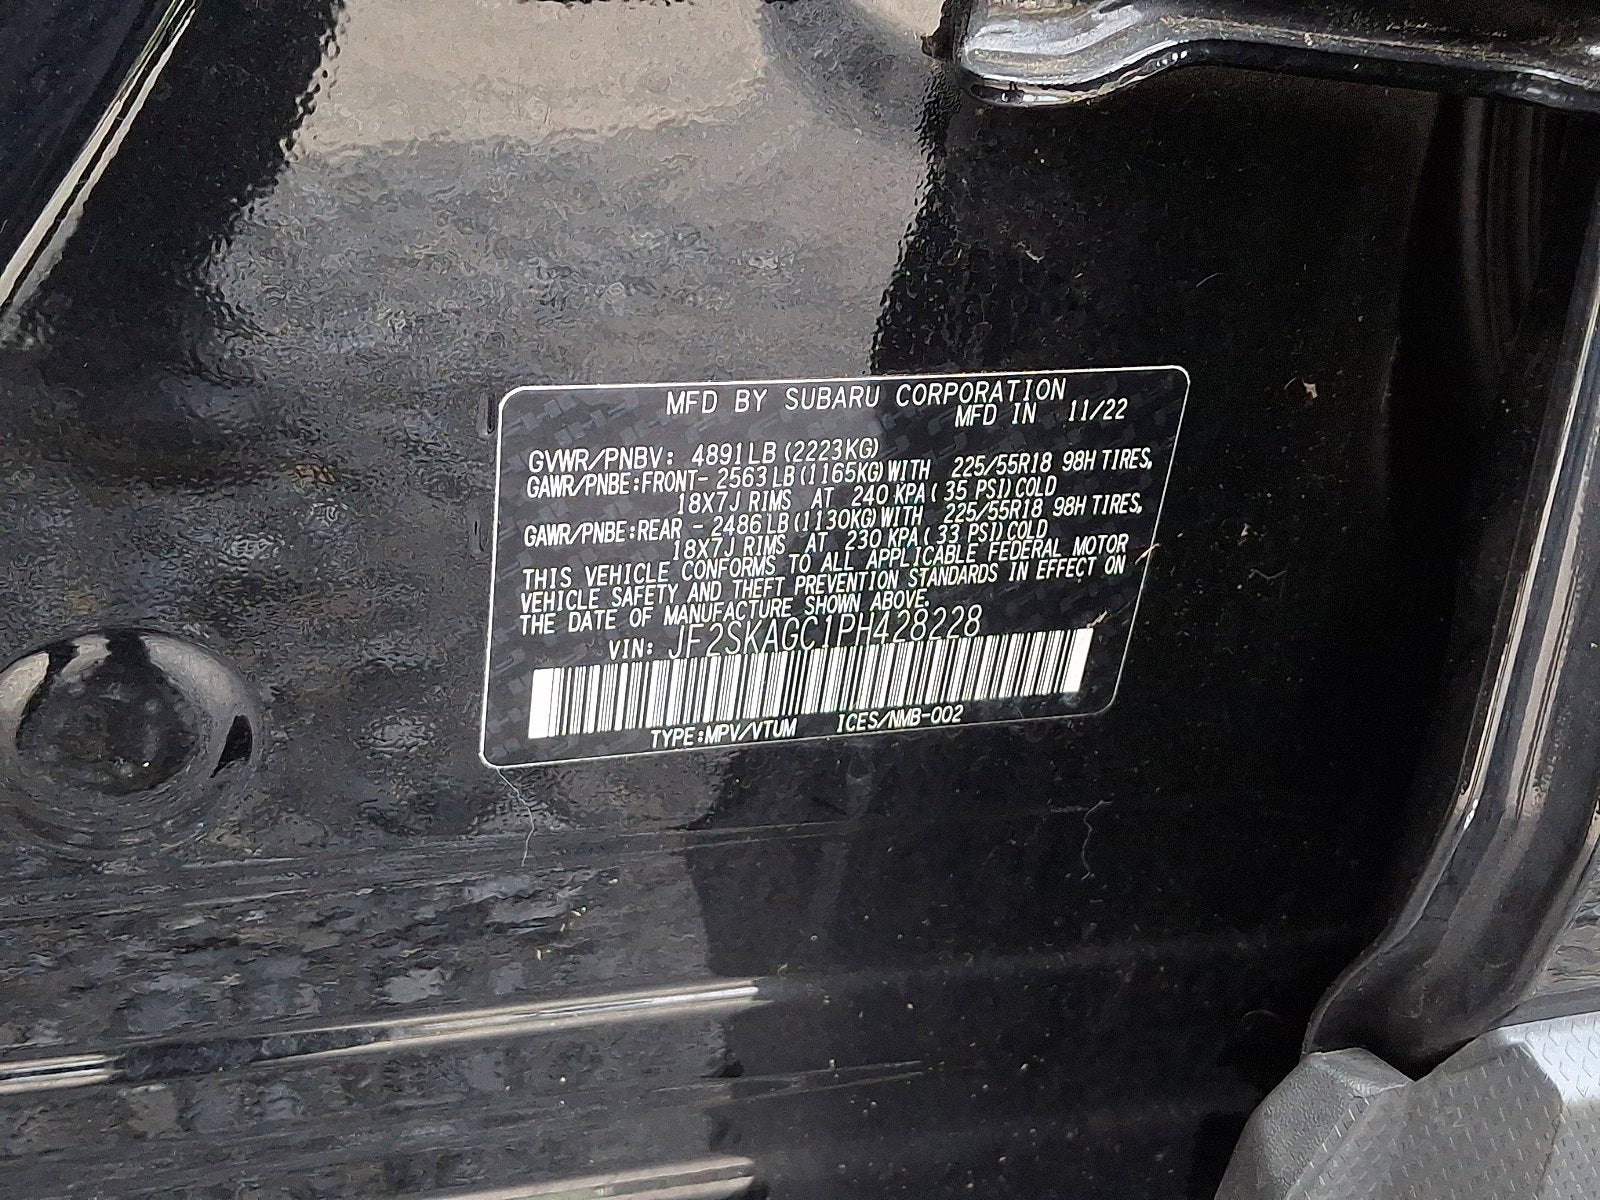 MFD BY SUBARU CORPORATION
MFD IN 11/22
GVWR/PNBV: 4891LB (2223KG)
GAWR/PNBE:FRONT- 2563LB (1165KG) WITH 225/55R18 98H TIRES,
18X7J RIMS AT 240 KPA ( 35 PSI) COLD
GAWR/PNBE:REAR - 2486LB (1130KG) WITH 225/55R18 98H TIRES,
18X7J RIMS AT 230 KPA ( 33 PSI) COLD
THIS VEHICLE CONFORMS TO ALL APPLICABLE FEDERAL MOTOR
VEHICLE SAFETY AND THEFT PREVENTION STANDARDS IN EFFECT ON
THE DATE OF MANUFACTURE SHOWN ABOVE.
VIN: JF2SKAGC1PH428228
TYPE:MPV/VTUM ICES/NMB-002